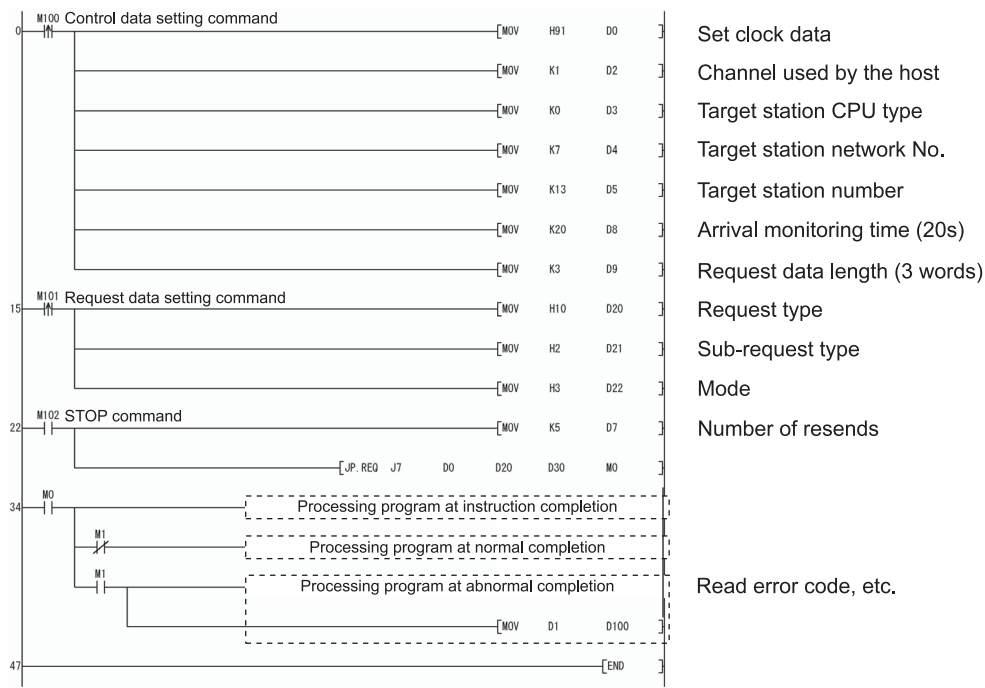 M100 Control data setting command
0 MOV H91 D0 Set clock data
MOV K1 D2 Channel used by the host
MOV K0 D3 Target station CPU type
MOV K7 D4 Target station network No.
MOV K13 D5 Target station number
MOV K20 D8 Arrival monitoring time (20s)
MOV K3 D9 Request data length (3 words)
M101 Request data setting command
15 MOV H10 D20 Request type
MOV H2 D21 Sub-request type
MOV H3 D22 Mode
M102 STOP command
22 MOV K5 D7 Number of resends
JP.REQ J7 D0 D20 D30 M0
M0
34 Processing program at instruction completion
M1
Processing program at normal completion
M1
Processing program at abnormal completion Read error code, etc.
MOV D1 D100
47 END